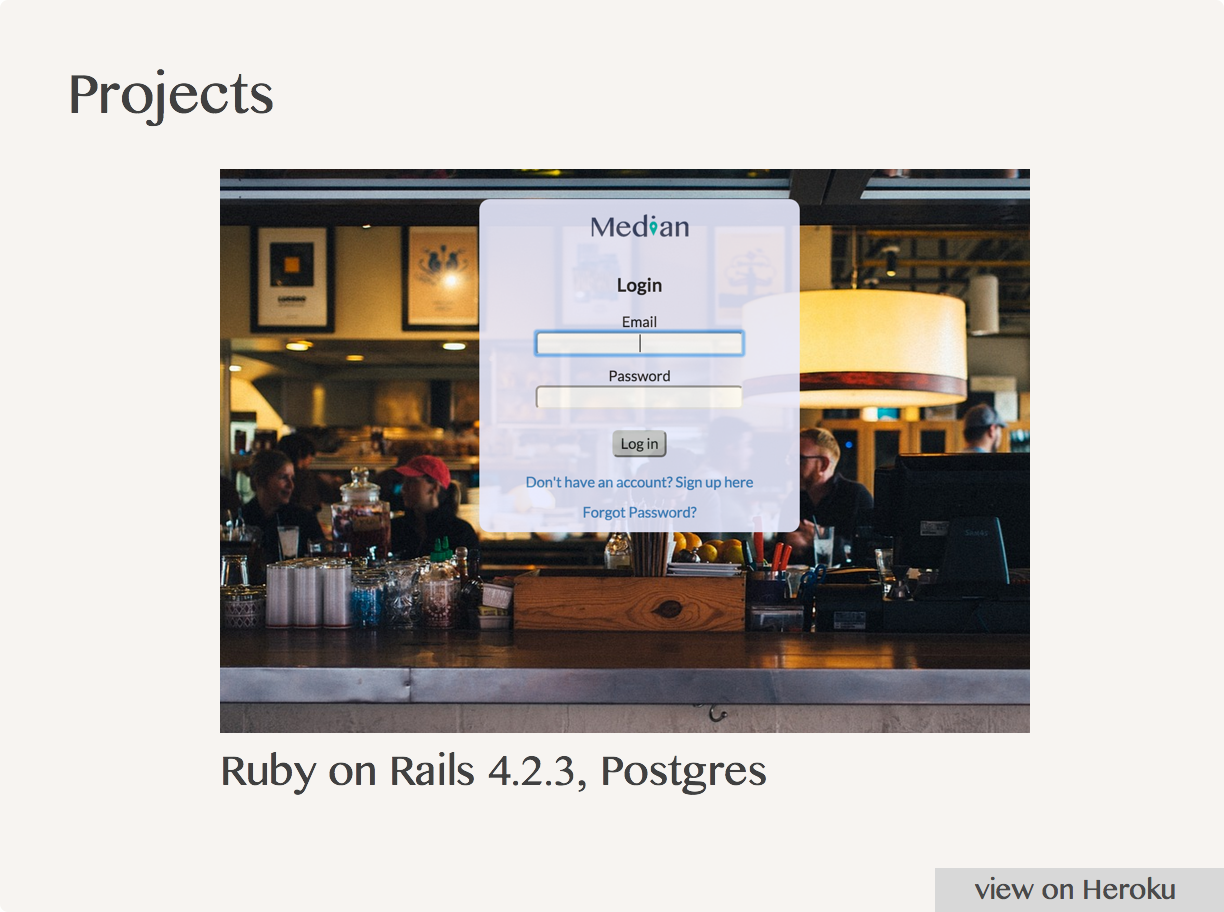 Projects
Median
Login
Email
Password
Log in
Don't have an account? Sign up here
Forgot Password?
Ruby on Rails 4.2.3, Postgres
view on Heroku